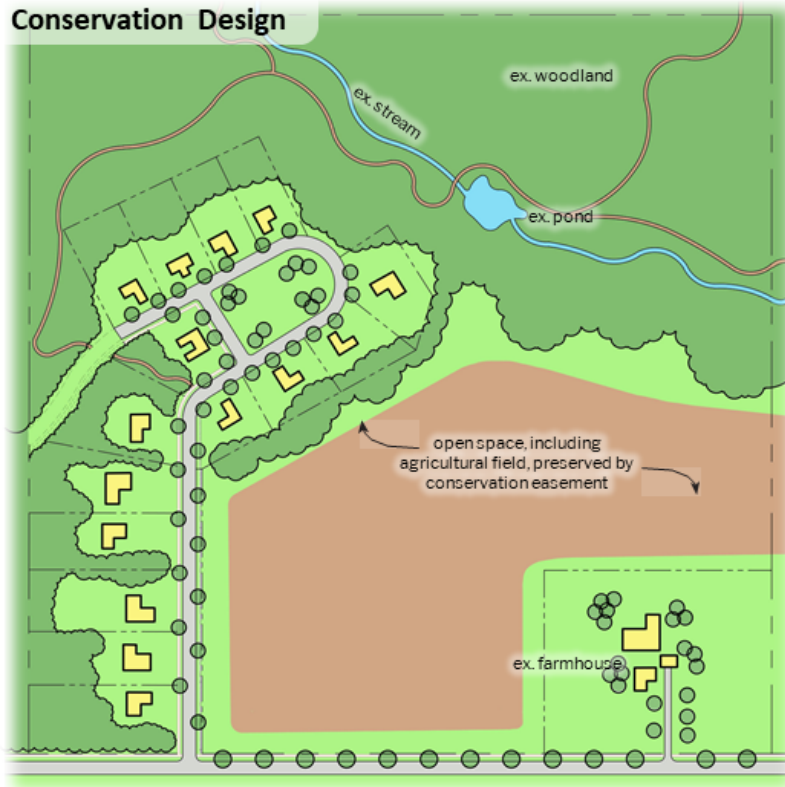 Conservation Design
ex. woodland
ex. stream
ex. pond
open space, including
agricultural field, preserved by
conservation easement
ex. farmhouse